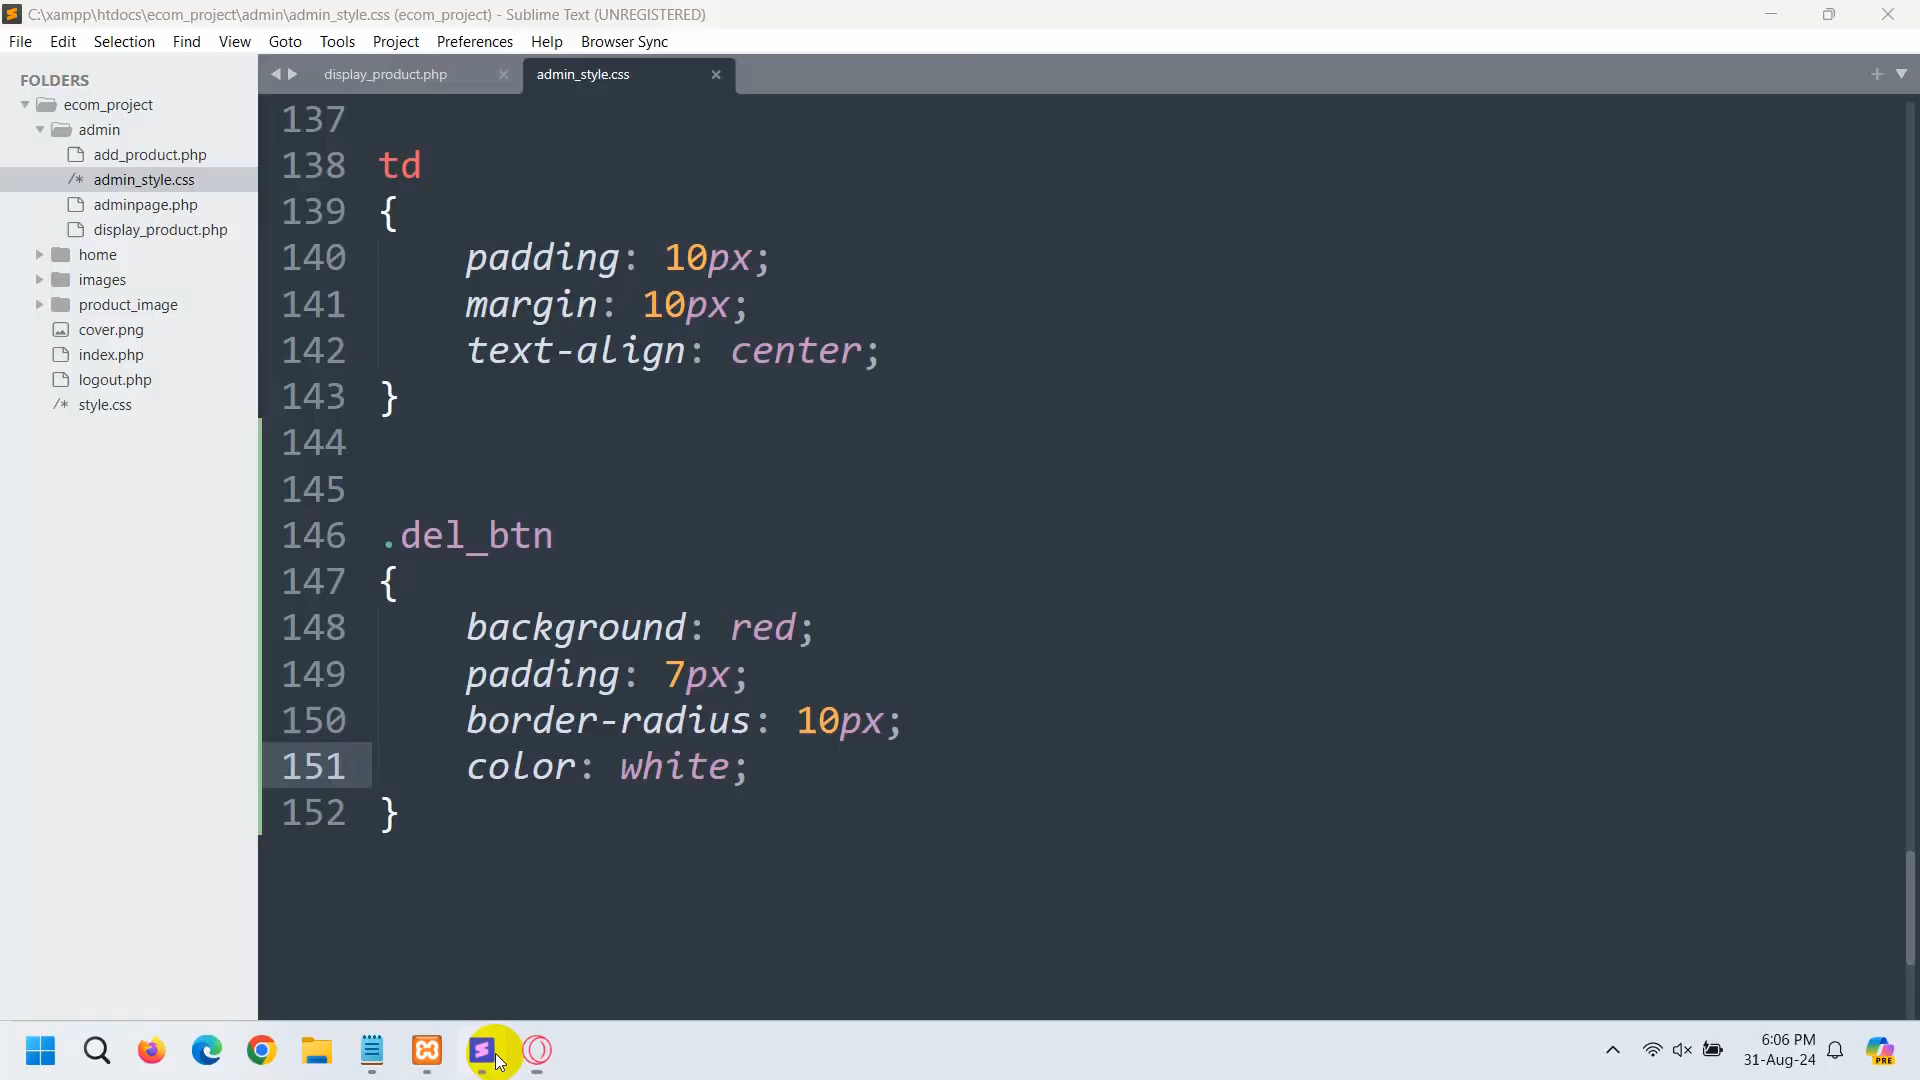 C:\xampp\htdocs\ecom_project\admin\admin_style.css (ecom_project) - Sublime Text (UNREGISTERED)
File Edit Selection Find View Goto Tools Project Preferences Help Browser Sync
FOLDERS
ecom_project
admin
add_product.php
/* admin_style.css
adminpage.php
display_product.php
home
images
product_image
cover.png
index.php
logout.php
/* style.css
display_product.php
admin_style.css
137
138 td
139 {
140 padding: 10px;
141 margin: 10px;
142 text-align: center;
143 }
144
145
146 .del_btn
147 {
148 background: red;
149 padding: 7px;
150 border-radius: 10px;
151 color: white;
152 }
6:06 PM
31-Aug-24
PRE